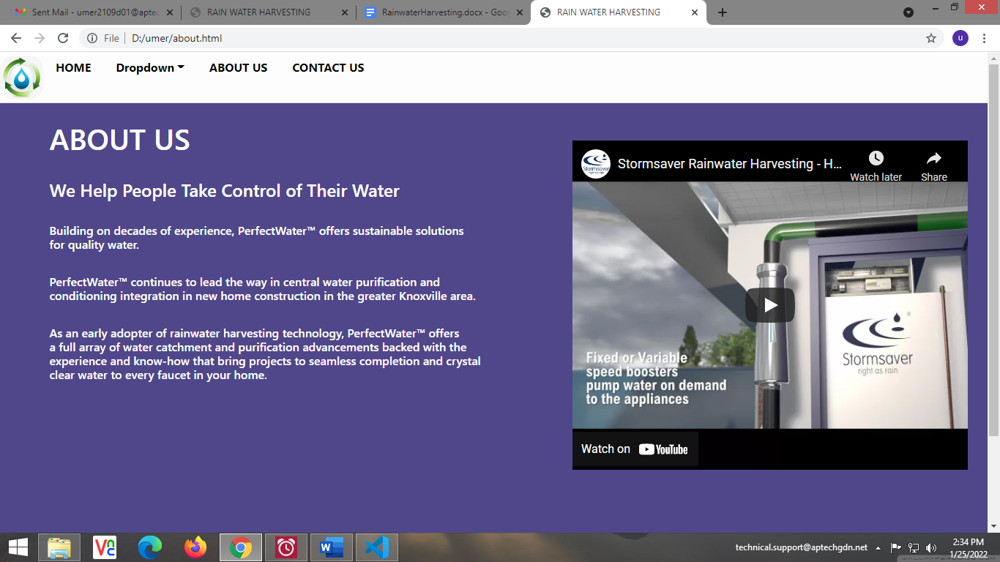 Sent Mail - umer2109d01@aptec
RAIN WATER HARVESTING
RainwaterHarvesting.docx - Goo
RAIN WATER HARVESTING
File
D:/umer/about.html
u
HOME
Dropdown
ABOUT US
CONTACT US
ABOUT US
We Help People Take Control of Their Water
Building on decades of experience, PerfectWater™ offers sustainable solutions
for quality water.
PerfectWater™ continues to lead the way in central water purification and
conditioning integration in new home construction in the greater Knoxville area.
As an early adopter of rainwater harvesting technology, PerfectWater™ offers
a full array of water catchment and purification advancements backed with the
experience and know-how that bring projects to seamless completion and crystal
clear water to every faucet in your home.
Stormsaver
right as rain
Stormsaver Rainwater Harvesting - H...
Watch later
Share
Fixed or Variable
speed boosters
pump water on demand
to the appliances
Stormsaver
right as rain
Watch on YouTube
technical.support@aptechgdn.net
2:34 PM
1/25/2022